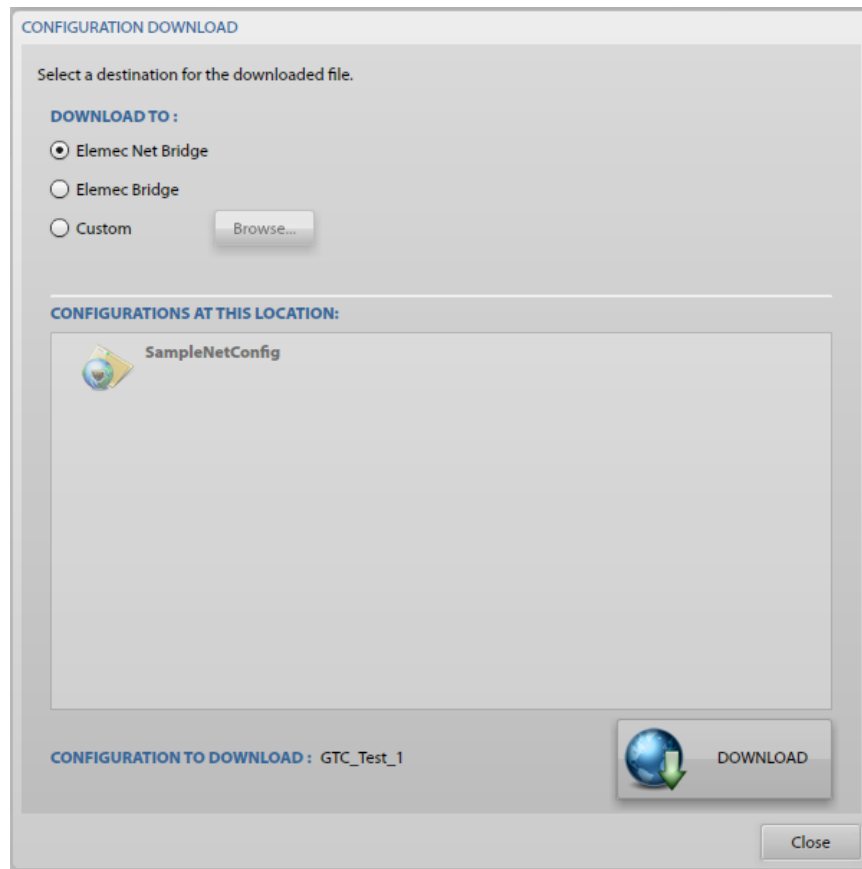 CONFIGURATION DOWNLOAD
Select a destination for the downloaded file.
DOWNLOAD TO :
Elemec Net Bridge
Elemec Bridge
Custom Browse...
CONFIGURATIONS AT THIS LOCATION:
SampleNetConfig
CONFIGURATION TO DOWNLOAD : GTC_Test_1 DOWNLOAD
Close